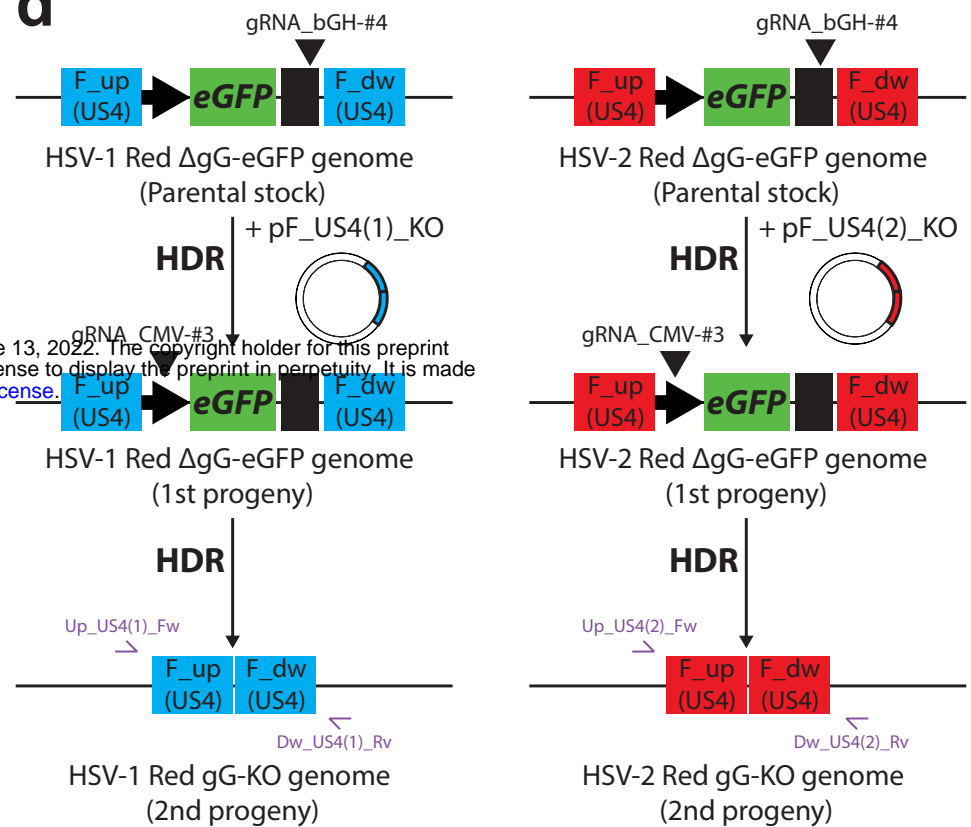 d
gRNA_bGH-#4
F_up
(US4)
eGFP
F_dw
(US4)
HSV-1 Red ΔgG-eGFP genome
(Parental stock)
+ pF_US4(1)_KO
HDR
gRNA_CMV-#3
e 13, 2022. The copyright holder for this preprint
ense to display the preprint in perpetuity. It is made
cense.
F_up
(US4)
eGFP
F_dw
(US4)
HSV-1 Red ΔgG-eGFP genome
(1st progeny)
HDR
Up_US4(1)_Fw
F_up
(US4)
F_dw
(US4)
Dw_US4(1)_Rv
HSV-1 Red gG-KO genome
(2nd progeny)
gRNA_bGH-#4
F_up
(US4)
eGFP
F_dw
(US4)
HSV-2 Red ΔgG-eGFP genome
(Parental stock)
+ pF_US4(2)_KO
HDR
gRNA_CMV-#3
F_up
(US4)
eGFP
F_dw
(US4)
HSV-2 Red ΔgG-eGFP genome
(1st progeny)
HDR
Up_US4(2)_Fw
F_up
(US4)
F_dw
(US4)
Dw_US4(2)_Rv
HSV-2 Red gG-KO genome
(2nd progeny)